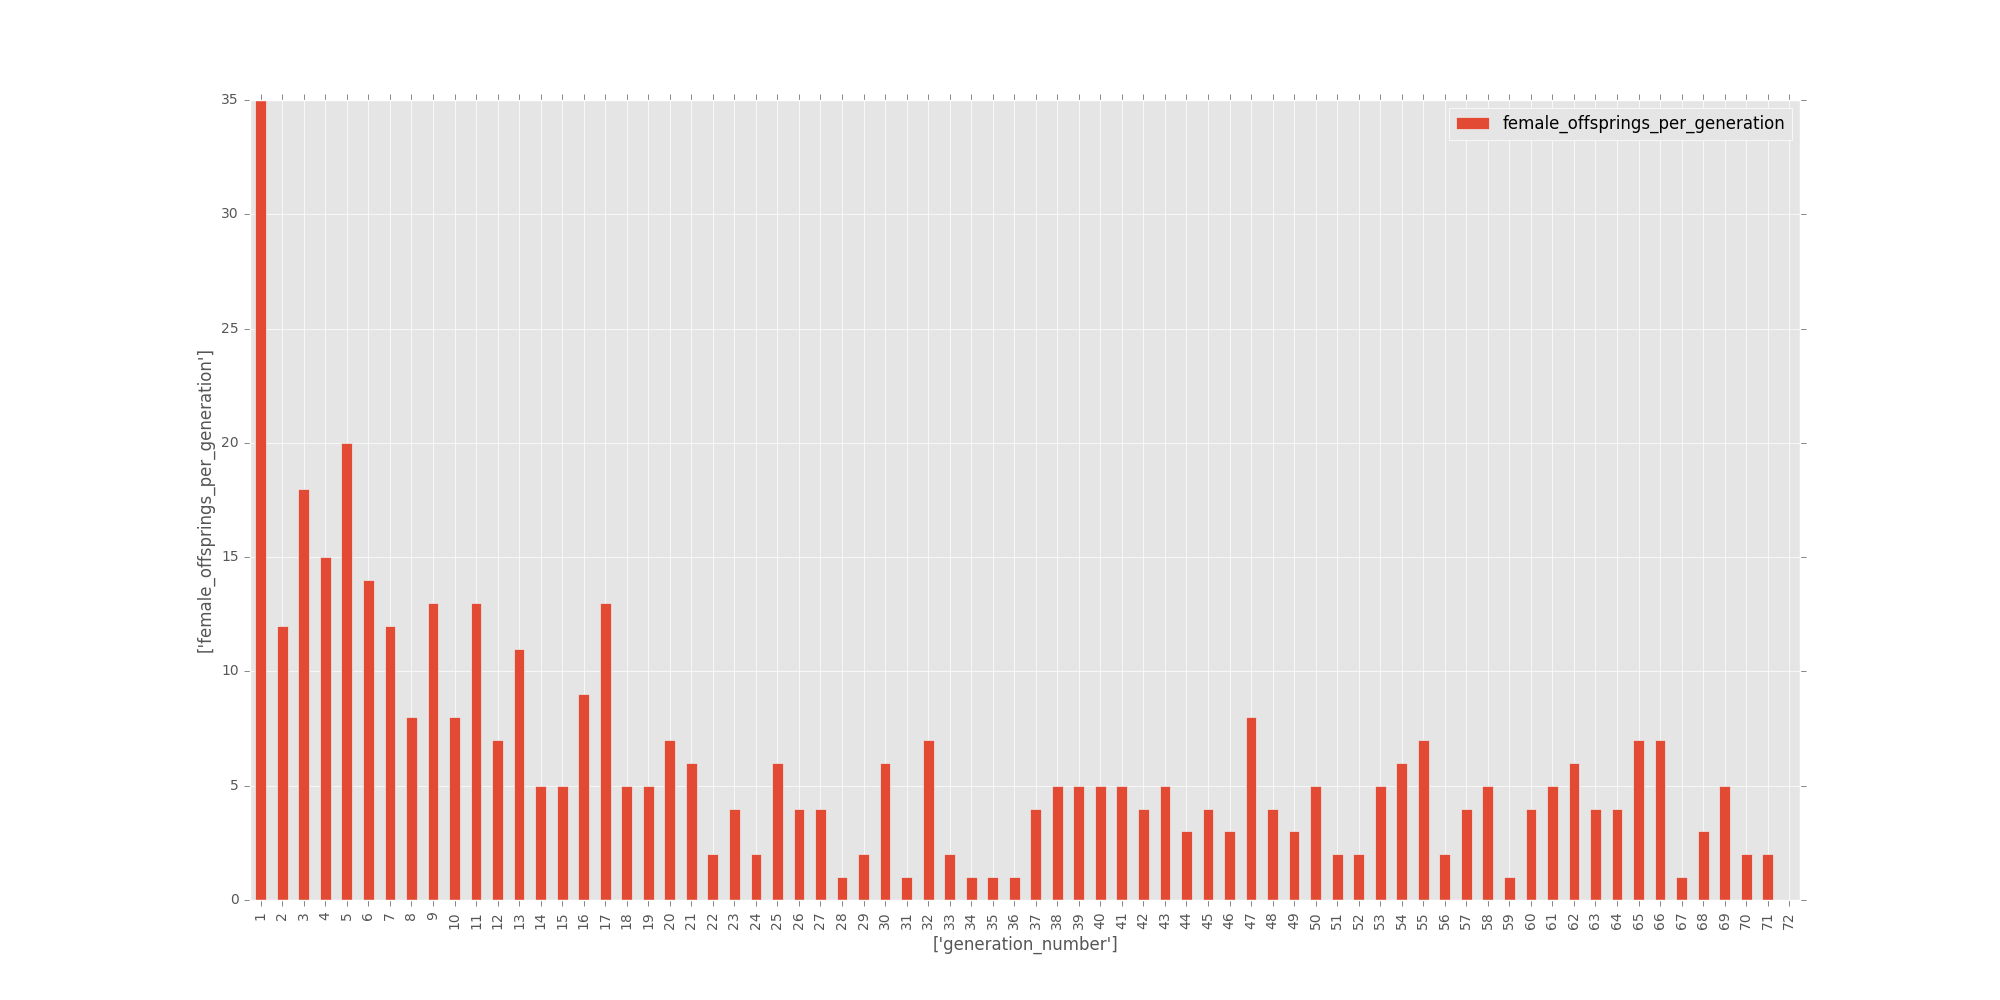 female_offsprings_per_generation
['female_offsprings_per_generation']
35
30
25
20
15
10
5
0
1 2 3 4 5 6 7 8 9 10 11 12 13 14 15 16 17 18 19 20 21 22 23 24 25 26 27 28 29 30 31 32 33 34 35 36 37 38 39 40 41 42 43 44 45 46 47 48 49 50 51 52 53 54 55 56 57 58 59 60 61 62 63 64 65 66 67 68 69 70 71 72
['generation_number']